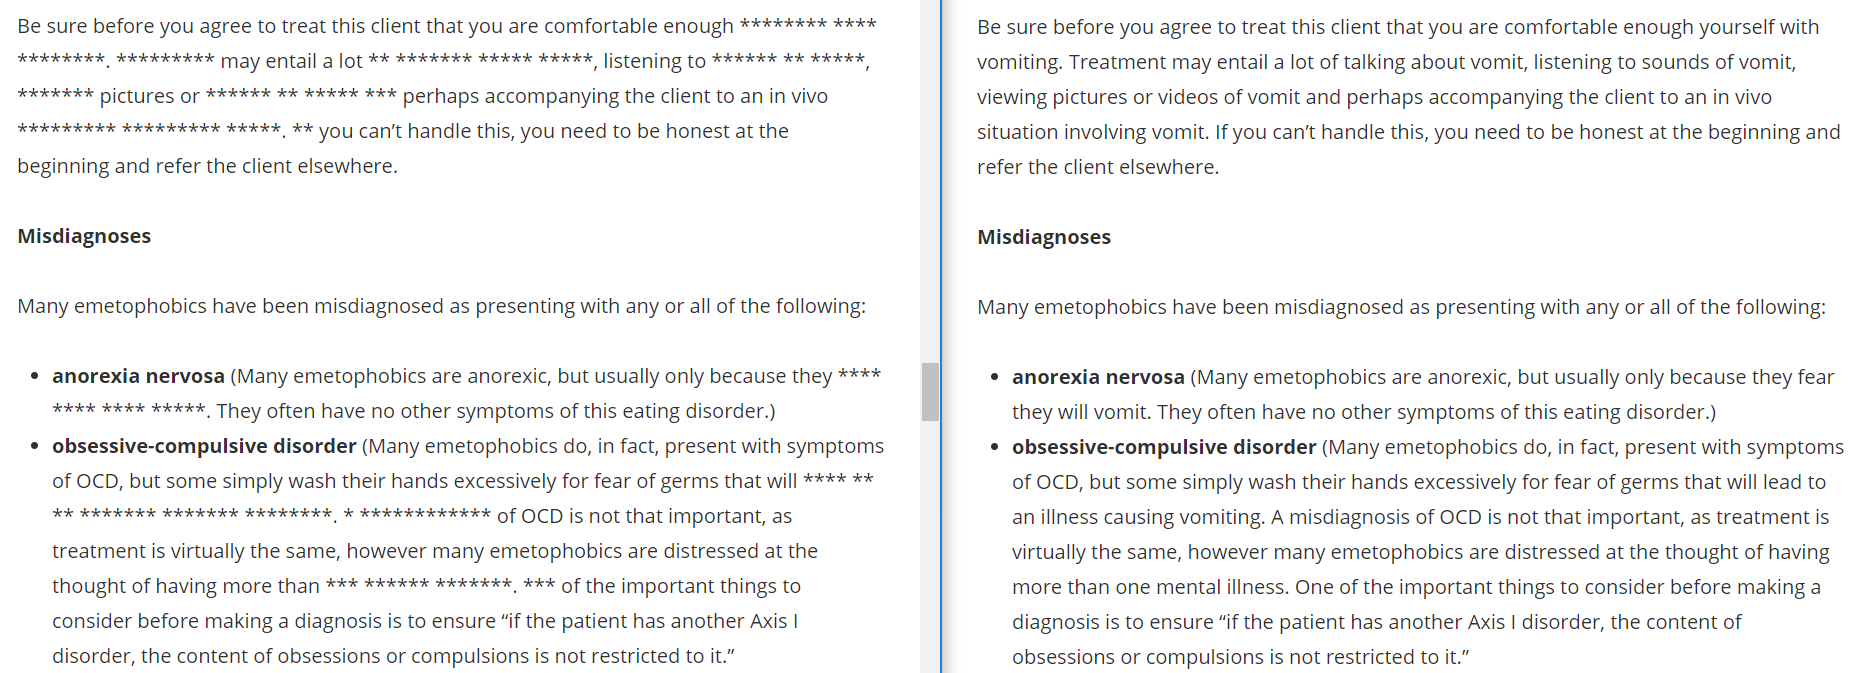 Be sure before you agree to treat this client that you are comfortable enough ******** ****
********. ********* may entail a lot ** ******* ***** *****, listening to ****** ** *****,
******* pictures or ****** ** ***** *** perhaps accompanying the client to an in vivo
********* ********* *****. ** you can’t handle this, you need to be honest at the
beginning and refer the client elsewhere.
Misdiagnoses
Many emetophobics have been misdiagnosed as presenting with any or all of the following:
• anorexia nervosa (Many emetophobics are anorexic, but usually only because they ****
**** **** *****. They often have no other symptoms of this eating disorder.)
• obsessive-compulsive disorder (Many emetophobics do, in fact, present with symptoms
of OCD, but some simply wash their hands excessively for fear of germs that will **** **
** ******* ******* ********. * ************ of OCD is not that important, as
treatment is virtually the same, however many emetophobics are distressed at the
thought of having more than *** ****** *******. *** of the important things to
consider before making a diagnosis is to ensure “if the patient has another Axis I
disorder, the content of obsessions or compulsions is not restricted to it.”
Be sure before you agree to treat this client that you are comfortable enough yourself with
vomiting. Treatment may entail a lot of talking about vomit, listening to sounds of vomit,
viewing pictures or videos of vomit and perhaps accompanying the client to an in vivo
situation involving vomit. If you can’t handle this, you need to be honest at the beginning and
refer the client elsewhere.
Misdiagnoses
Many emetophobics have been misdiagnosed as presenting with any or all of the following:
• anorexia nervosa (Many emetophobics are anorexic, but usually only because they fear
they will vomit. They often have no other symptoms of this eating disorder.)
• obsessive-compulsive disorder (Many emetophobics do, in fact, present with symptoms
of OCD, but some simply wash their hands excessively for fear of germs that will lead to
an illness causing vomiting. A misdiagnosis of OCD is not that important, as treatment is
virtually the same, however many emetophobics are distressed at the thought of having
more than one mental illness. One of the important things to consider before making a
diagnosis is to ensure “if the patient has another Axis I disorder, the content of
obsessions or compulsions is not restricted to it.”